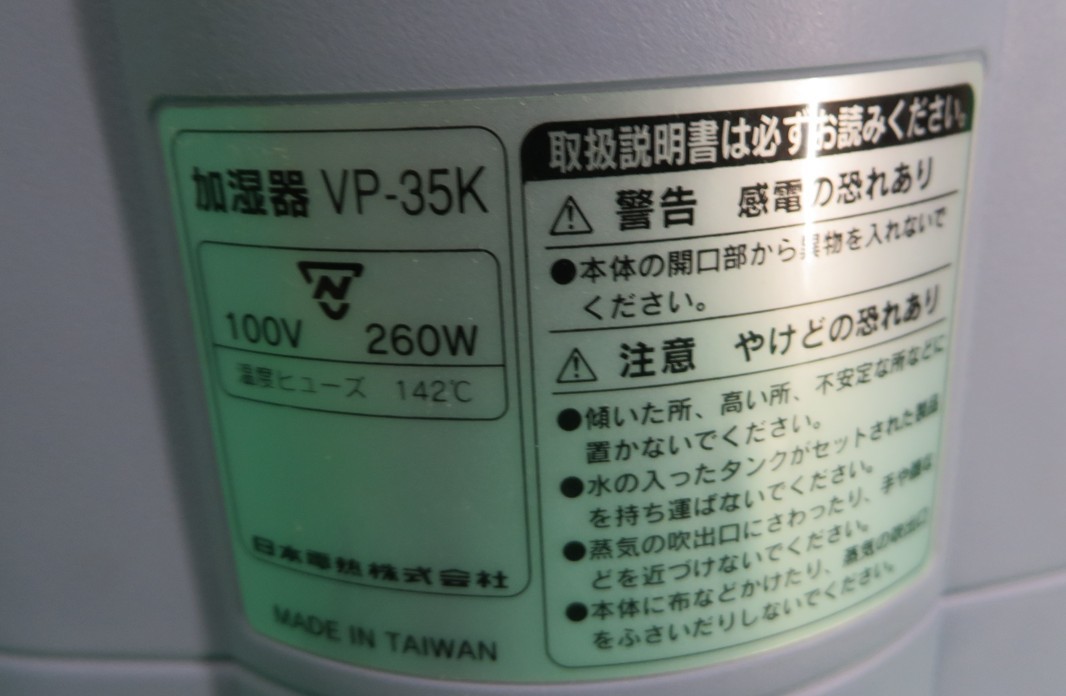 加湿器 VP-35K
N
100V 260W
温度ヒューズ 142℃
日本電熱株式会社
MADE IN TAIWAN
取扱説明書は必ずお読みください。
警告 感電の恐れあり
●本体の開口部から異物を入れないで
ください。
注意 やけどの恐れあり
●傾いた所、高い所、不安定な所などに
置かないでください。
●水の入ったタンクがセットされた製品
を持ち運ばないでください。
●蒸気の吹出口にさわったり、手や顔な
どを近づけないでください。
●本体に布などかけたり、蒸気の吹出口
をふさいだりしないでください。